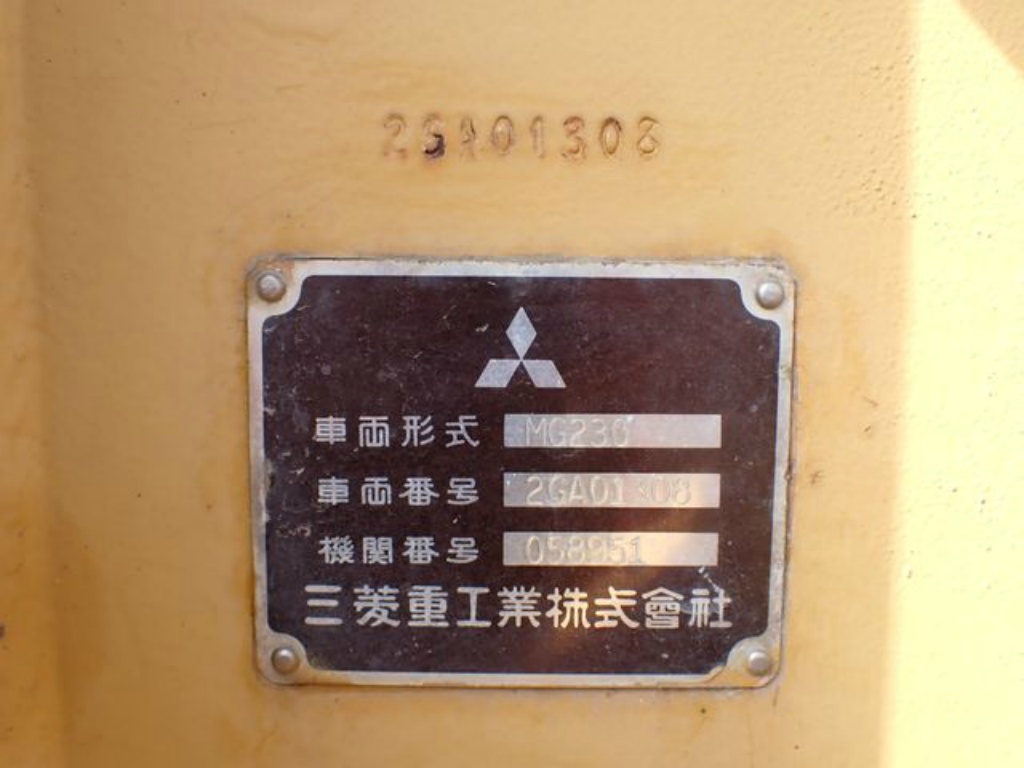 2GA01308
車両形式 MG230
車両番号 2GA01308
機関番号 058951
三菱重工業株式會社